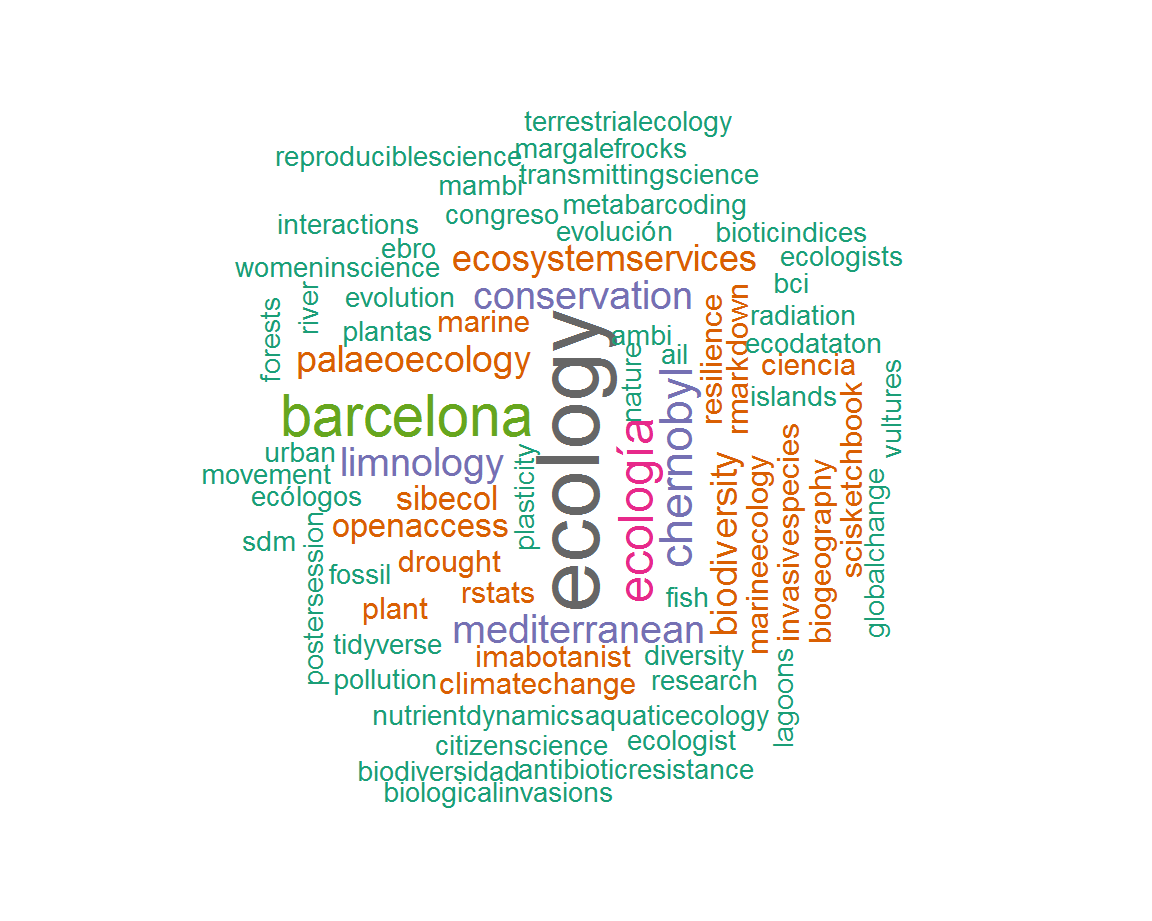 terrestrialecology
margalefrocks
reproduciblescience
transmittingscience
mambi
metabarcoding
congreso
interactions
evolución
bioticindices
ebro
ecosystemservices
ecologists
womeninscience
bci
evolution
conservation
river
forests
marine
radiation
plantas
ambi
resilience
rmarkdown
ecodataton
ail
palaeoecology
ciencia
nature
islands
vultures
barcelona
ecology
ecología
chernobyl
scisketchbook
urban
limnology
movement
plasticity
ecólogos
sibecol
openaccess
biodiversity
marineecology
invasivespecies
biogeography
globalchange
sdm
drought
fossil
postersession
rstats
plant
fish
mediterranean
tidyverse
imabotanist
diversity
pollution
climatechange
research
lagoons
nutrientdynamics
aquaticecology
citizenscience
ecologist
biodiversidad
antibioticresistance
biologicalinvasions